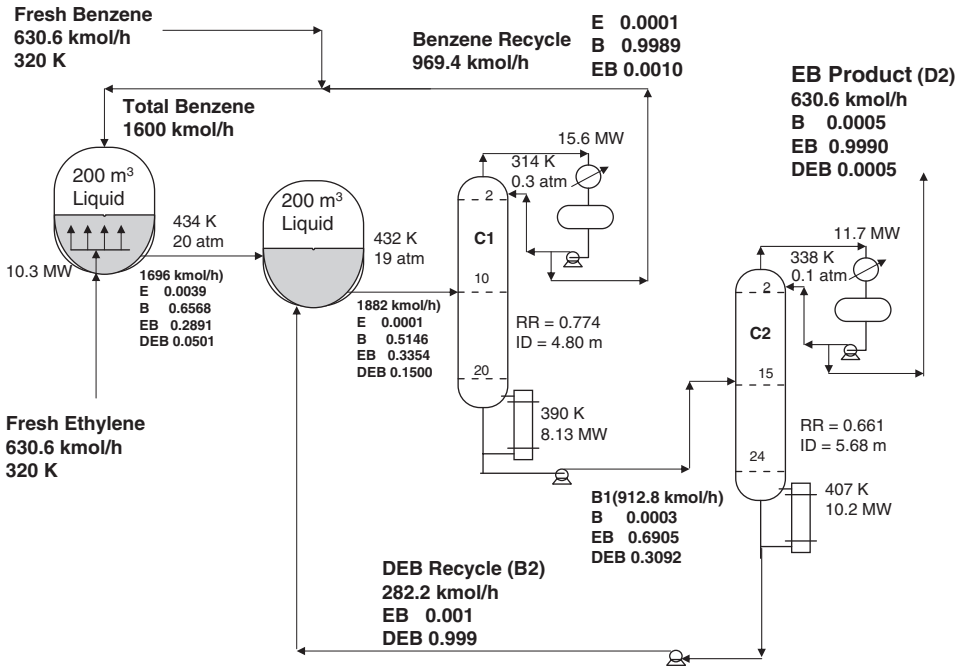 Fresh Benzene
630.6 kmol/h
320 K
Benzene Recycle
969.4 kmol/h
E 0.0001
B 0.9989
EB 0.0010
EB Product (D2)
630.6 kmol/h
B 0.0005
EB 0.9990
DEB 0.0005
Total Benzene
1600 kmol/h
200 m³
Liquid
434 K
20 atm
10.3 MW
1696 kmol/h)
E 0.0039
B 0.6568
EB 0.2891
DEB 0.0501
Fresh Ethylene
630.6 kmol/h
320 K
200 m³
Liquid
432 K
19 atm
1882 kmol/h)
E 0.0001
B 0.5146
EB 0.3354
DEB 0.1500
15.6 MW
314 K
0.3 atm
2
C1
10
20
RR = 0.774
ID = 4.80 m
390 K
8.13 MW
B1(912.8 kmol/h)
B 0.0003
EB 0.6905
DEB 0.3092
11.7 MW
338 K
0.1 atm
2
C2
15
24
RR = 0.661
ID = 5.68 m
407 K
10.2 MW
DEB Recycle (B2)
282.2 kmol/h
EB 0.001
DEB 0.999